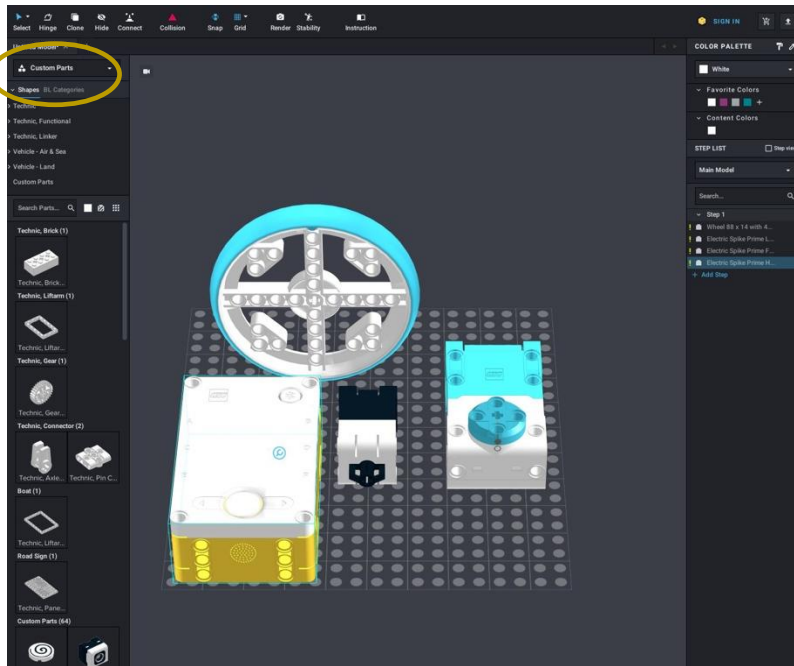 Select Hinge Clone Hide Connect Collision Snap Grid Render Stability Instruction
SIGN IN
Untitled Model*
COLOR PALETTE
Custom Parts
White
Shapes BL Categories
Favorite Colors
Technic
Technic, Functional
Content Colors
Technic, Linker
Vehicle - Air & Sea
STEP LIST
Step view
Vehicle - Land
Main Model
Custom Parts
Search...
Search Parts...
Step 1
Technic, Brick (1)
Wheel 88 x 14 with 4...
Electric Spike Prime L...
Electric Spike Prime F...
Electric Spike Prime H...
+ Add Step
Technic, Brick...
Technic, Liftarm (1)
Technic, Liftar...
Technic, Gear (1)
Technic, Gear...
Technic, Connector (2)
Technic, Axle... Technic, Pin C...
Boat (1)
Technic, Liftar...
Road Sign (1)
Technic, Pane...
Custom Parts (64)